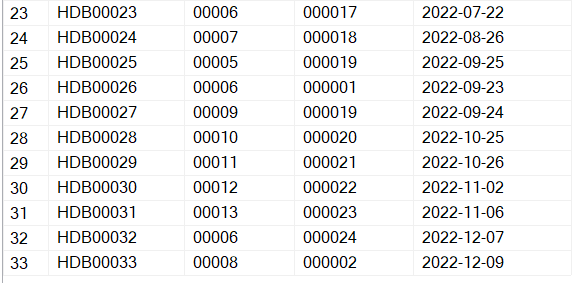 23 HDB00023 00006 000017 2022-07-22
24 HDB00024 00007 000018 2022-08-26
25 HDB00025 00005 000019 2022-09-25
26 HDB00026 00006 000001 2022-09-23
27 HDB00027 00009 000019 2022-09-24
28 HDB00028 00010 000020 2022-10-25
29 HDB00029 00011 000021 2022-10-26
30 HDB00030 00012 000022 2022-11-02
31 HDB00031 00013 000023 2022-11-06
32 HDB00032 00006 000024 2022-12-07
33 HDB00033 00008 000002 2022-12-09